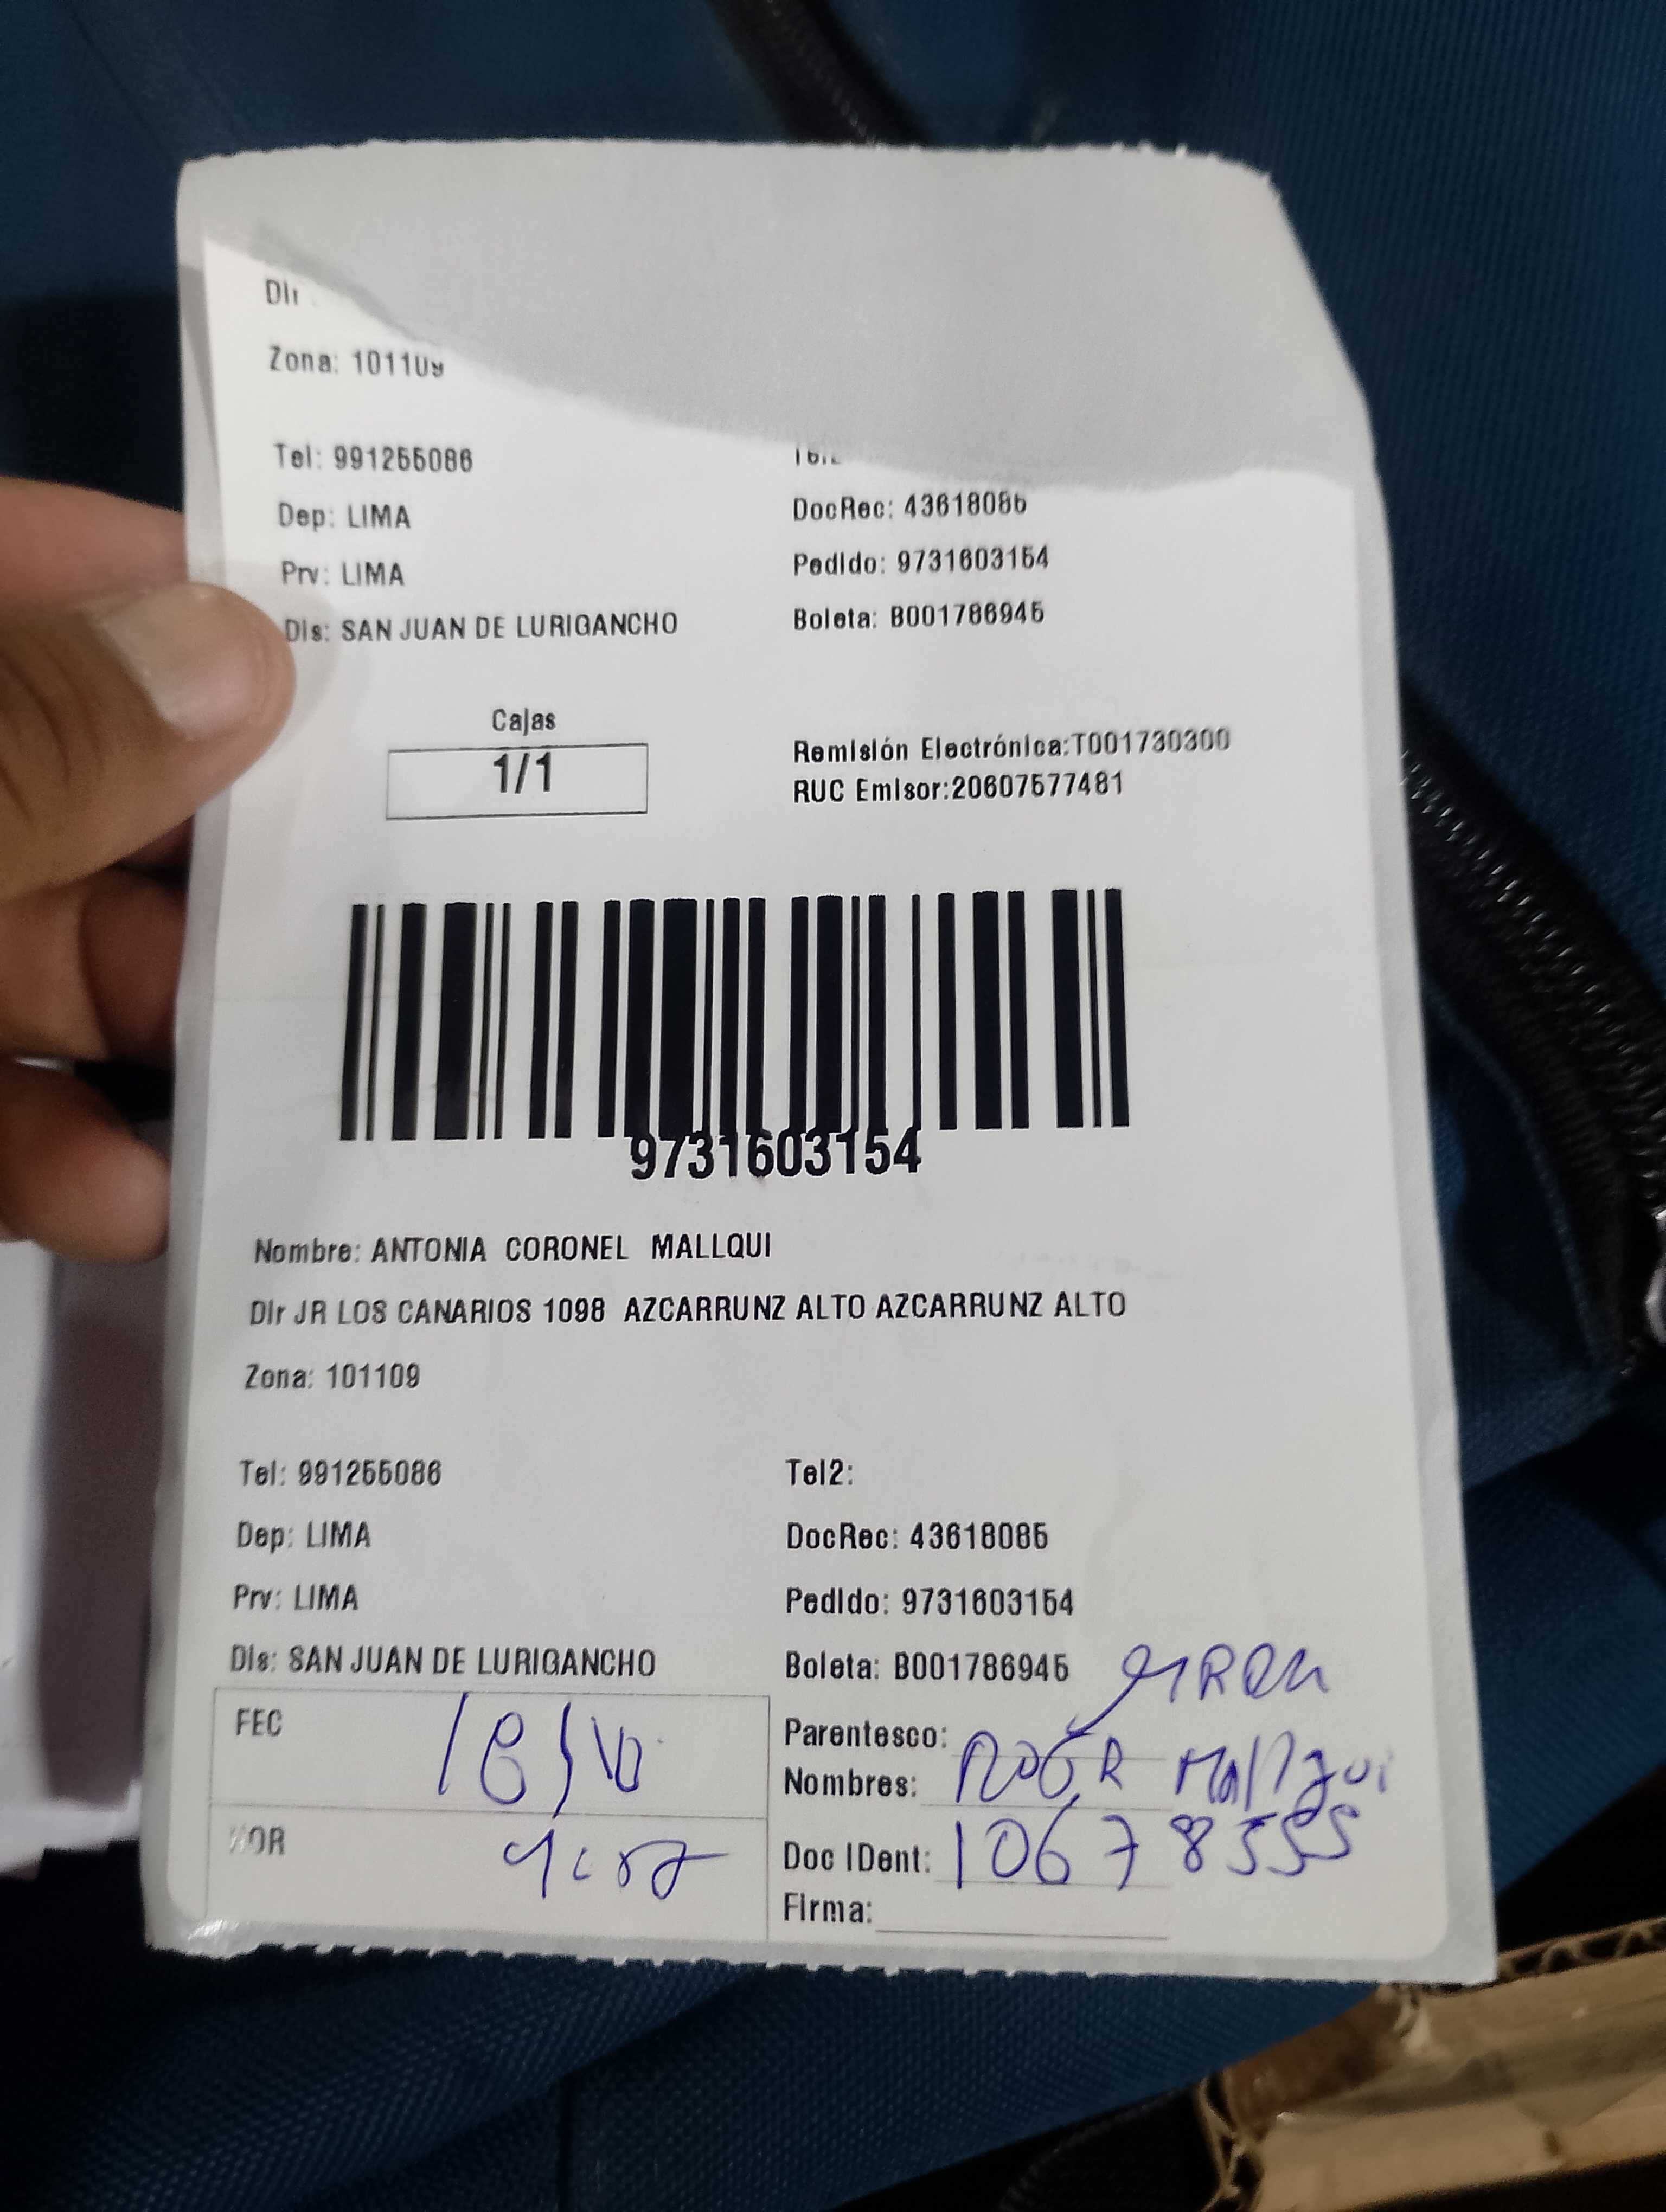 Dir
Zona: 101109
Tel: 991255086
Dep: LIMA
DocRec: 43618085
Prv: LIMA
Pedido: 9731603154
Dis: SAN JUAN DE LURIGANCHO
Boleta: B001786945
Cajas
1/1
Remisión Electrónica:T001730300
RUC Emisor:20607577481
9731603154
Nombre: ANTONIA CORONEL MALLQUI
Dir JR LOS CANARIOS 1098 AZCARRUNZ ALTO AZCARRUNZ ALTO
Zona: 101109
Tel: 991255086
Tel2:
Dep: LIMA
DocRec: 43618085
Prv: LIMA
Pedido: 9731603154
Dis: SAN JUAN DE LURIGANCHO
Boleta: B001786945
FEC
Parentesco:
Nombres: ROGER Mallqui
HOR
Doc IDent: 10678555
Firma: